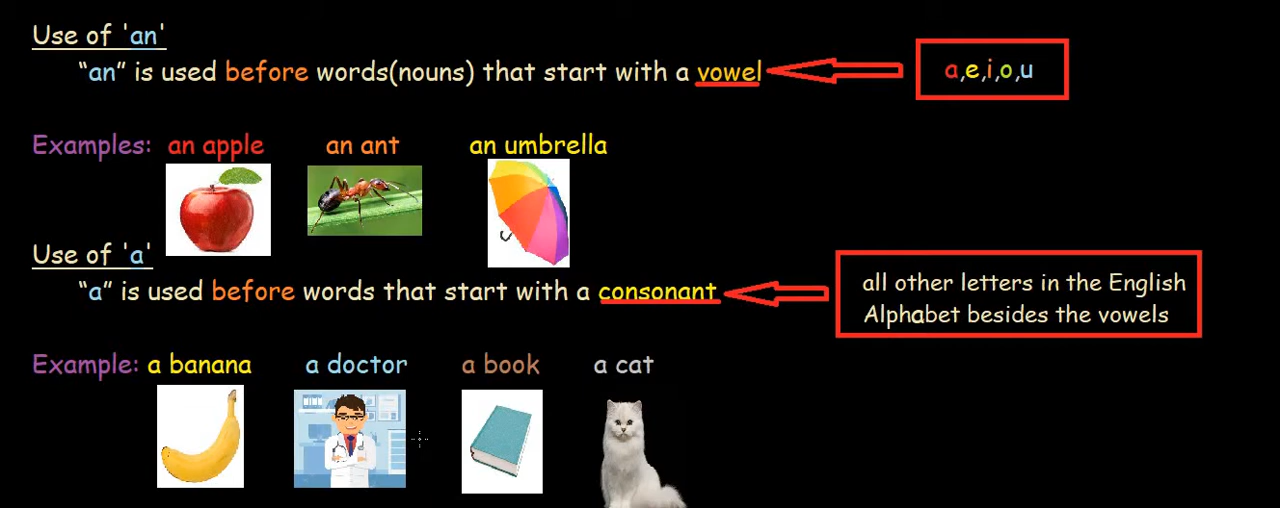 Use of 'an'
"an" is used before words(nouns) that start with a vowel
a,e,i,o,u
Examples: an apple an ant an umbrella
Use of 'a'
"a" is used before words that start with a consonant
all other letters in the English
Alphabet besides the vowels
Example: a banana a doctor a book a cat